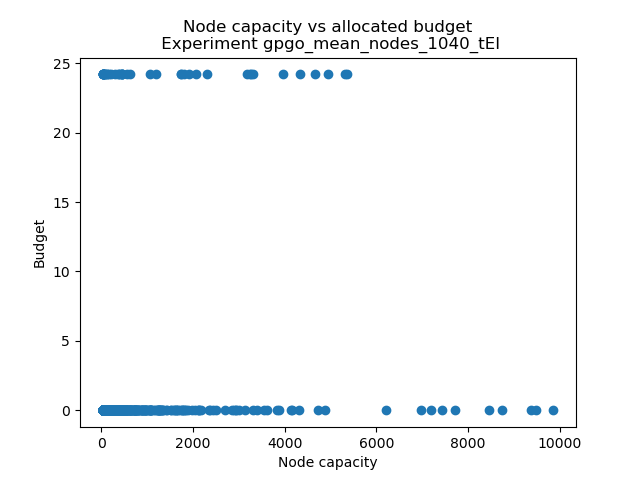 Node capacity vs allocated budget
Experiment gpgo_mean_nodes_1040_tEI
25
20
15
10
5
0
Budget
0 2000 4000 6000 8000 10000
Node capacity